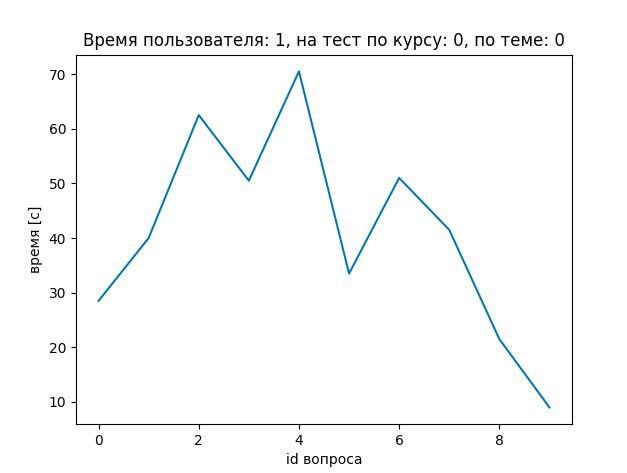 Время пользователя: 1, на тест по курсу: 0, по теме: 0
70
60
50
40
30
20
10
время [с]
0 2 4 6 8
id вопроса